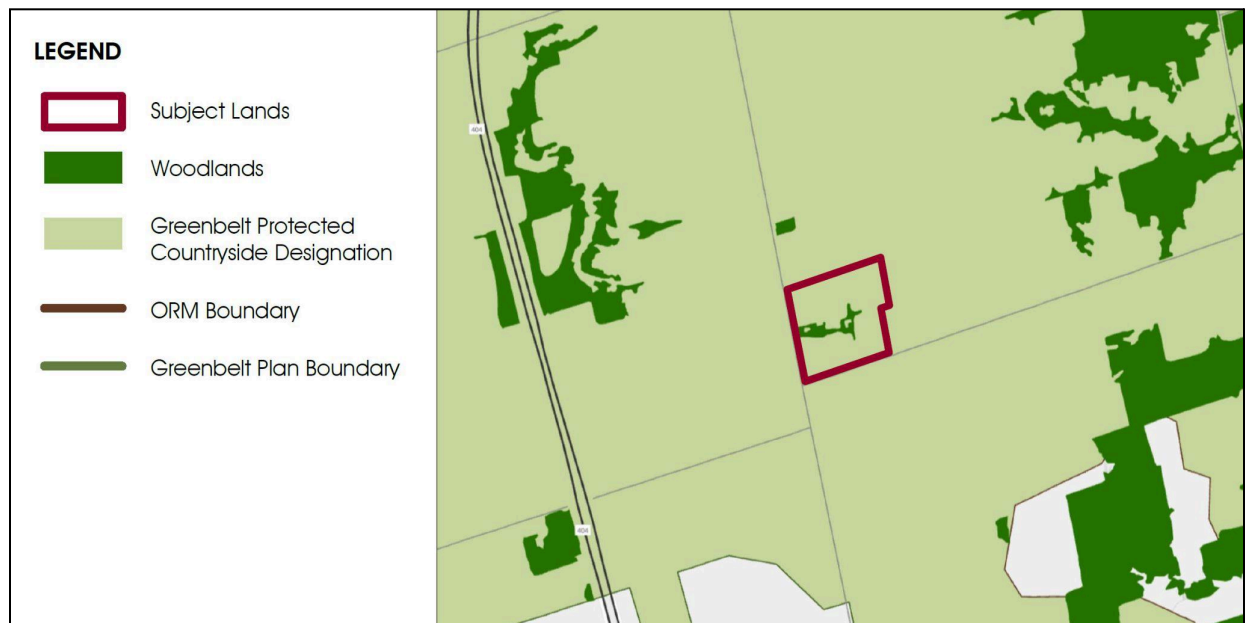 LEGEND
Subject Lands
Woodlands
Greenbelt Protected
Countryside Designation
ORM Boundary
Greenbelt Plan Boundary
404
404